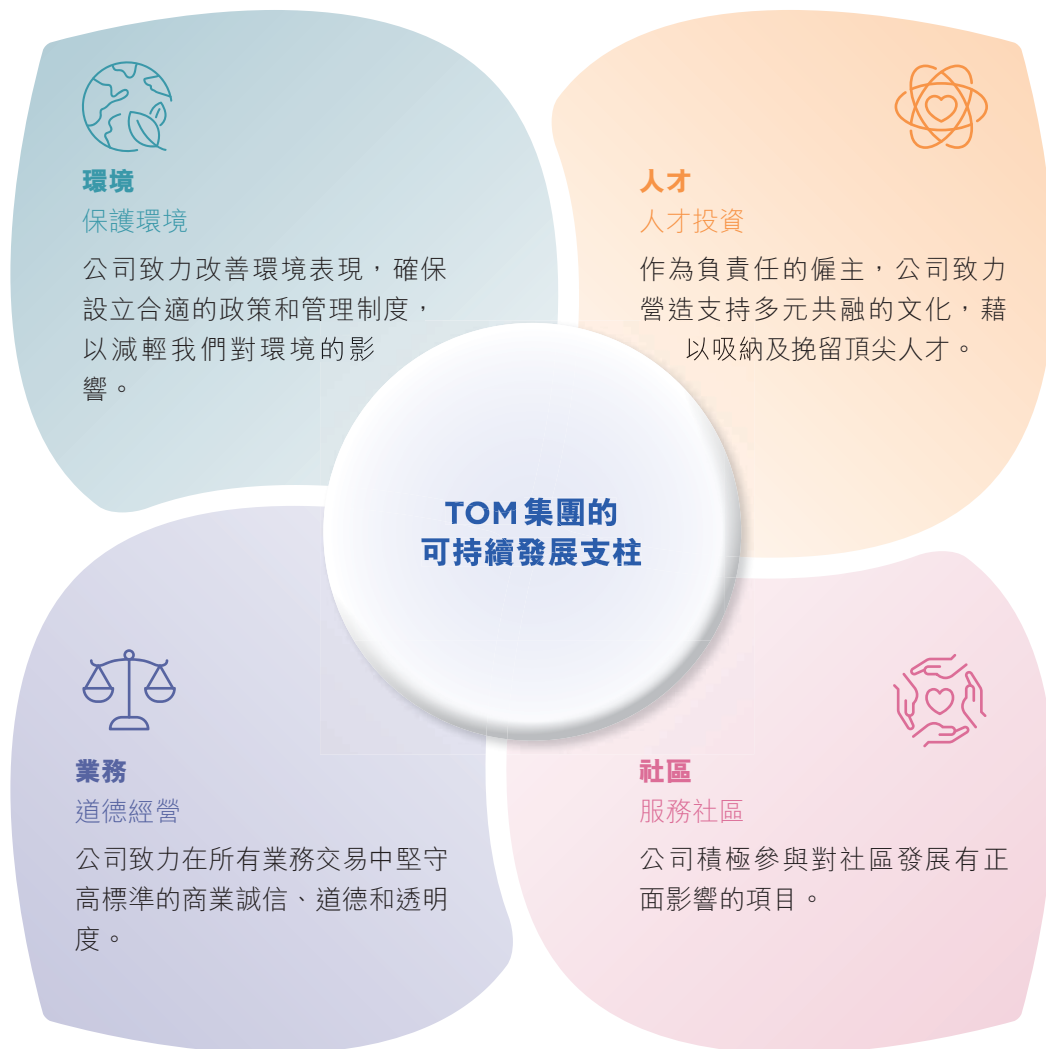 環境
保護環境
公司致力改善環境表現，確保
設立合適的政策和管理制度，
以減輕我們對環境的影
響。
人才
人才投資
作為負責任的僱主，公司致力
營造支持多元共融的文化，藉
以吸納及挽留頂尖人才。
TOM集團的
可持續發展支柱
業務
道德經營
公司致力在所有業務交易中堅守
高標準的商業誠信、道德和透明
度。
社區
服務社區
公司積極參與對社區發展有正
面影響的項目。